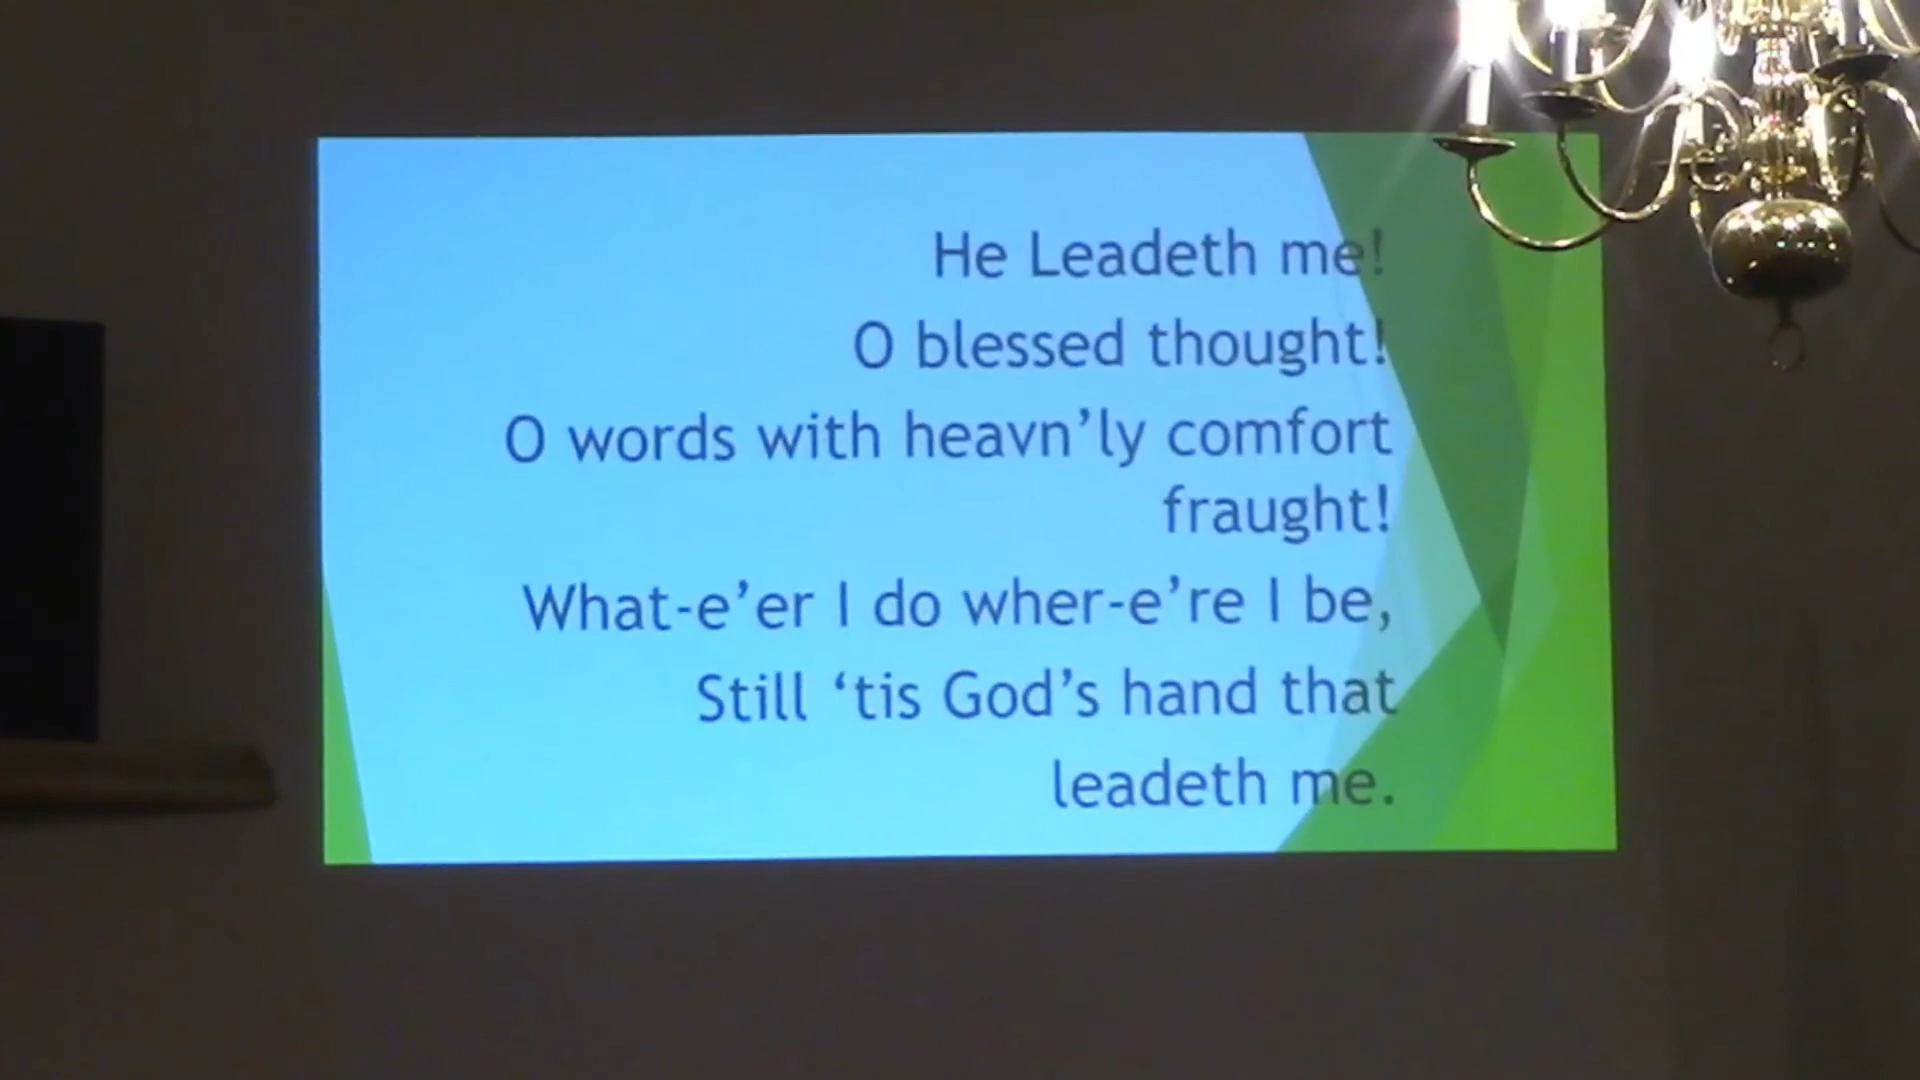 He Leadeth me!
O blessed thought!
O words with heavn’ly comfort
fraught!
What-e’er I do wher-e’re I be,
Still ‘tis God’s hand that
leadeth me.